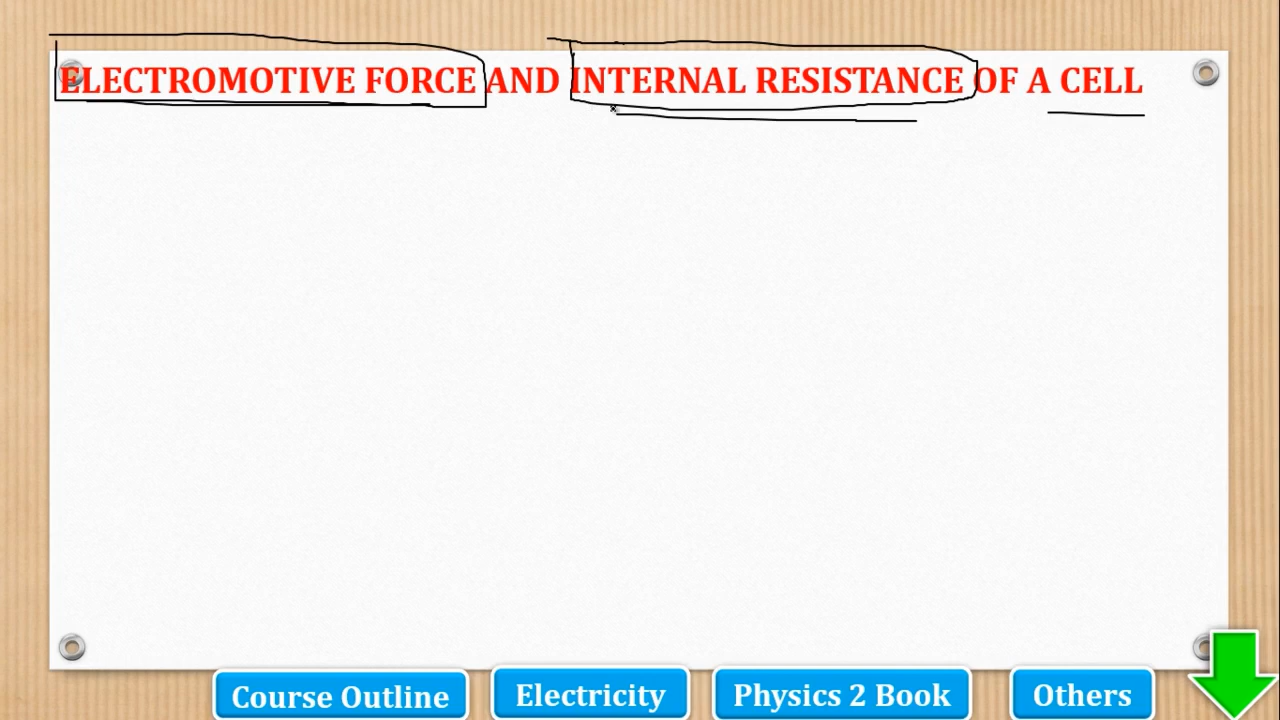 ELECTROMOTIVE FORCE AND INTERNAL RESISTANCE OF A CELL
Course Outline
Electricity
Physics 2 Book
Others